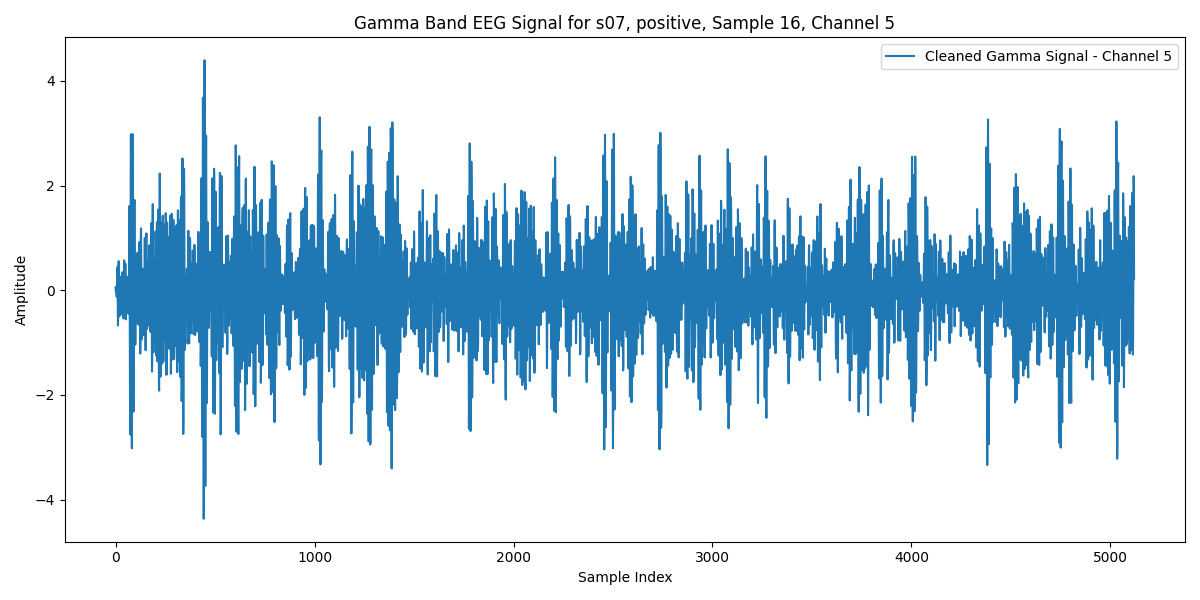 Gamma Band EEG Signal for s07, positive, Sample 16, Channel 5
Cleaned Gamma Signal - Channel 5
Amplitude
4
2
0
−2
−4
0 1000 2000 3000 4000 5000
Sample Index